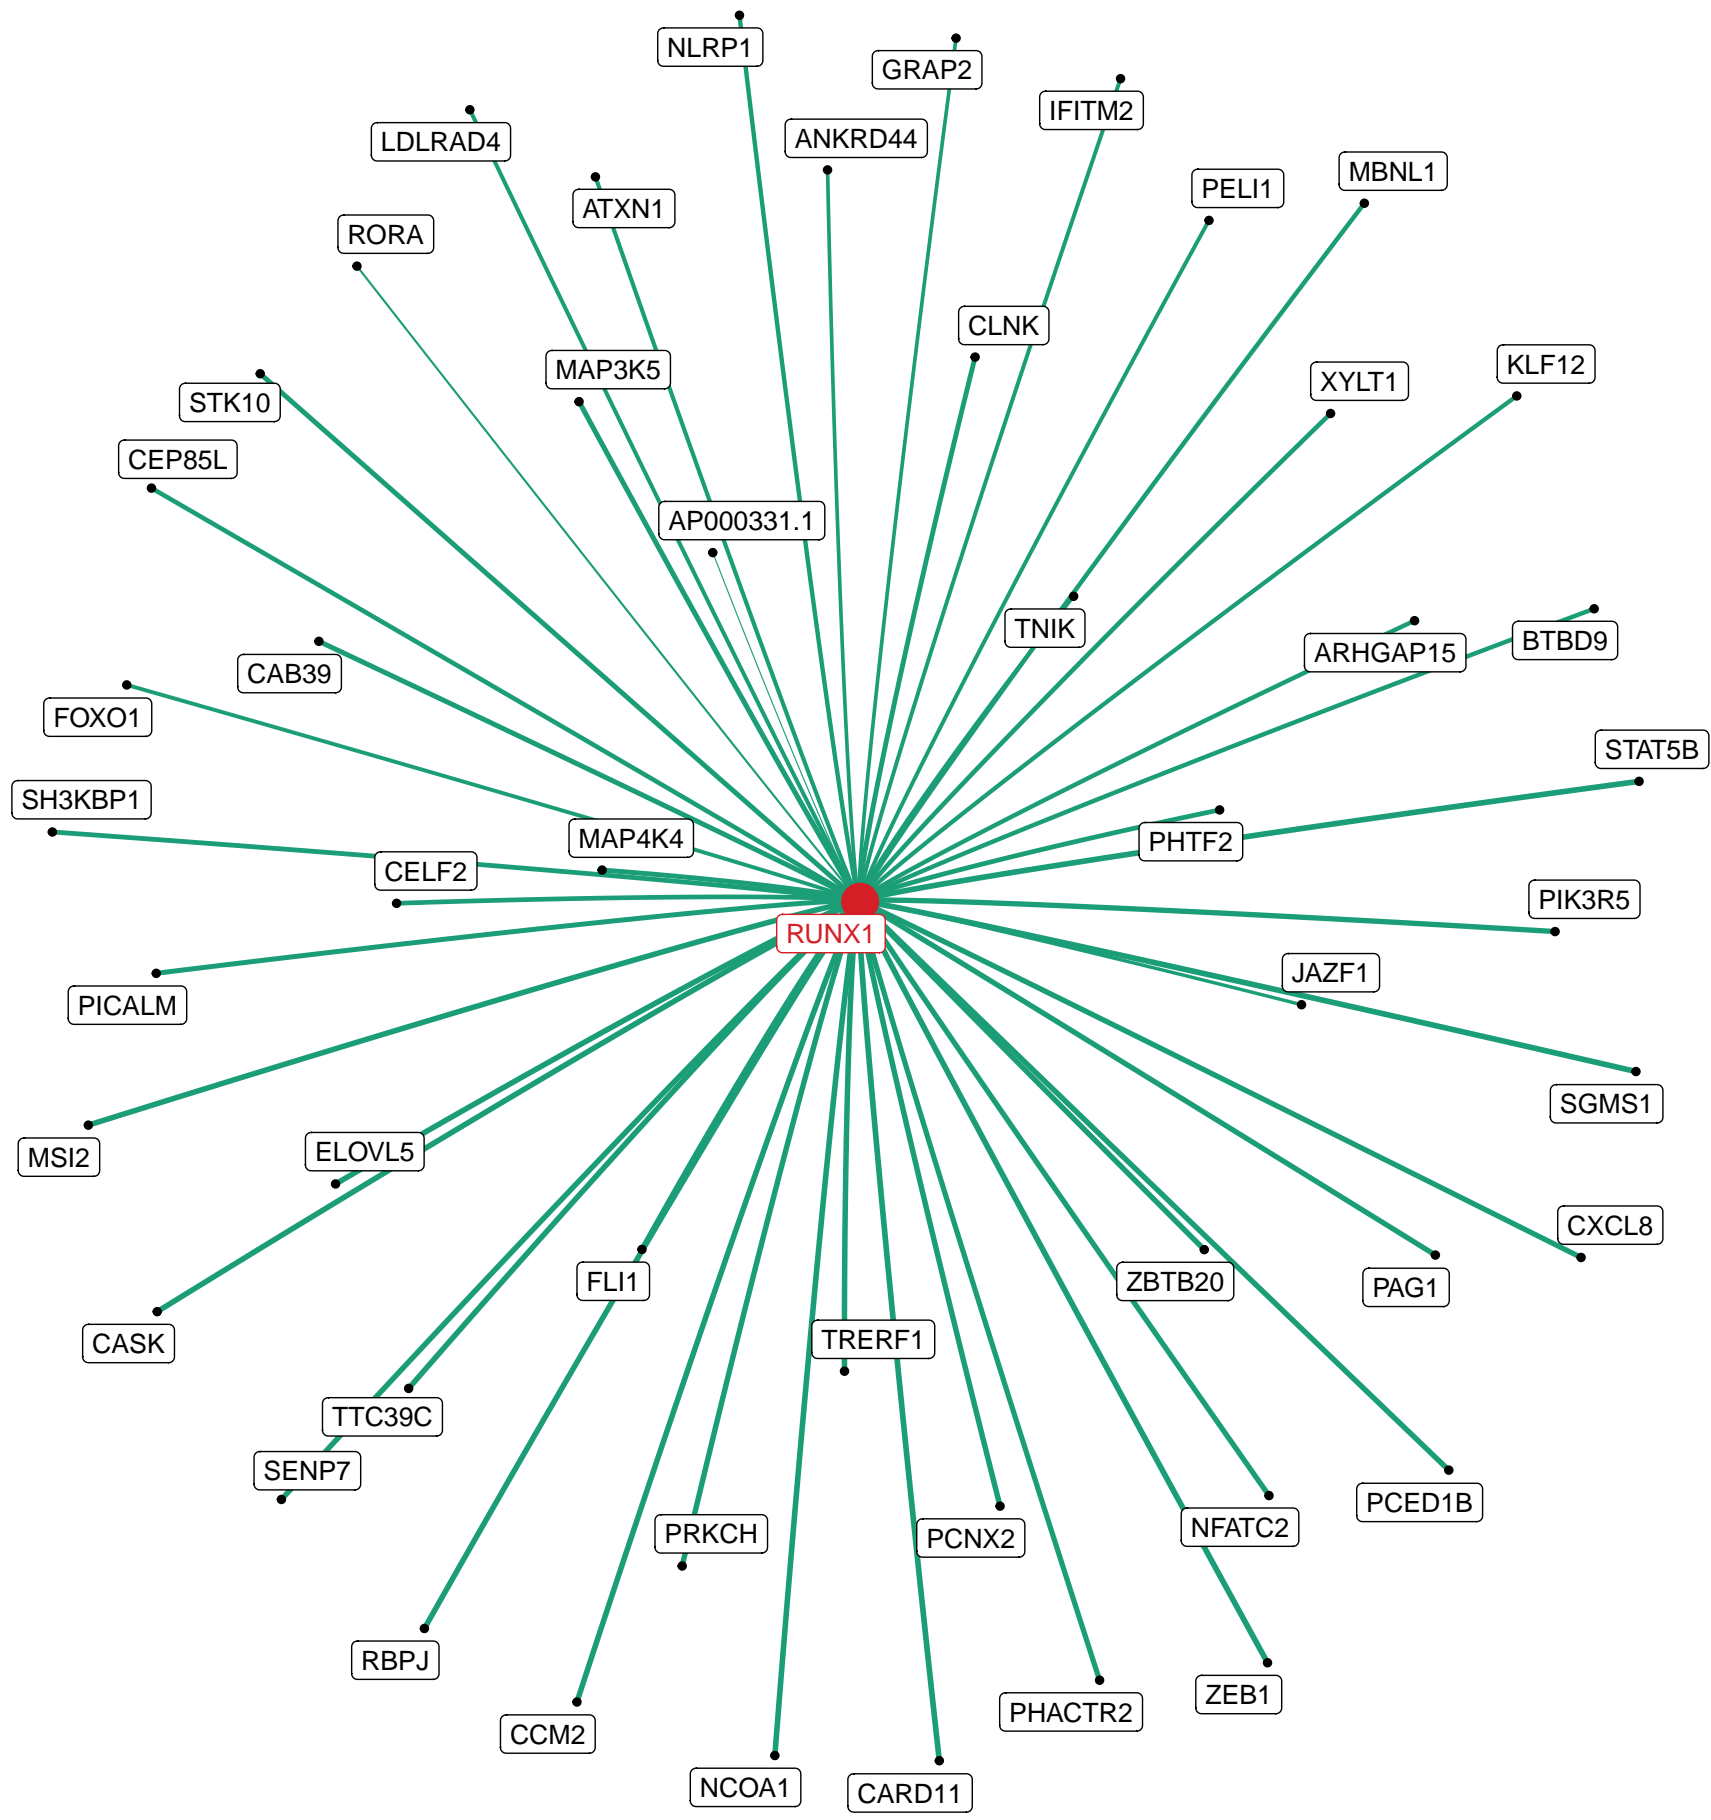 NLRP1
GRAP2
IFITM2
LDLRAD4
ANKRD44
MBNL1
PELI1
ATXN1
RORA
CLNK
KLF12
MAP3K5
XYLT1
STK10
CEP85L
AP000331.1
TNIK
BTBD9
ARHGAP15
CAB39
FOXO1
STAT5B
SH3KBP1
MAP4K4
PHTF2
CELF2
PIK3R5
RUNX1
JAZF1
PICALM
SGMS1
ELOVL5
MSI2
CXCL8
FLI1
ZBTB20
PAG1
TRERF1
CASK
TTC39C
SENP7
PCED1B
NFATC2
PRKCH
PCNX2
RBPJ
ZEB1
PHACTR2
CCM2
NCOA1
CARD11